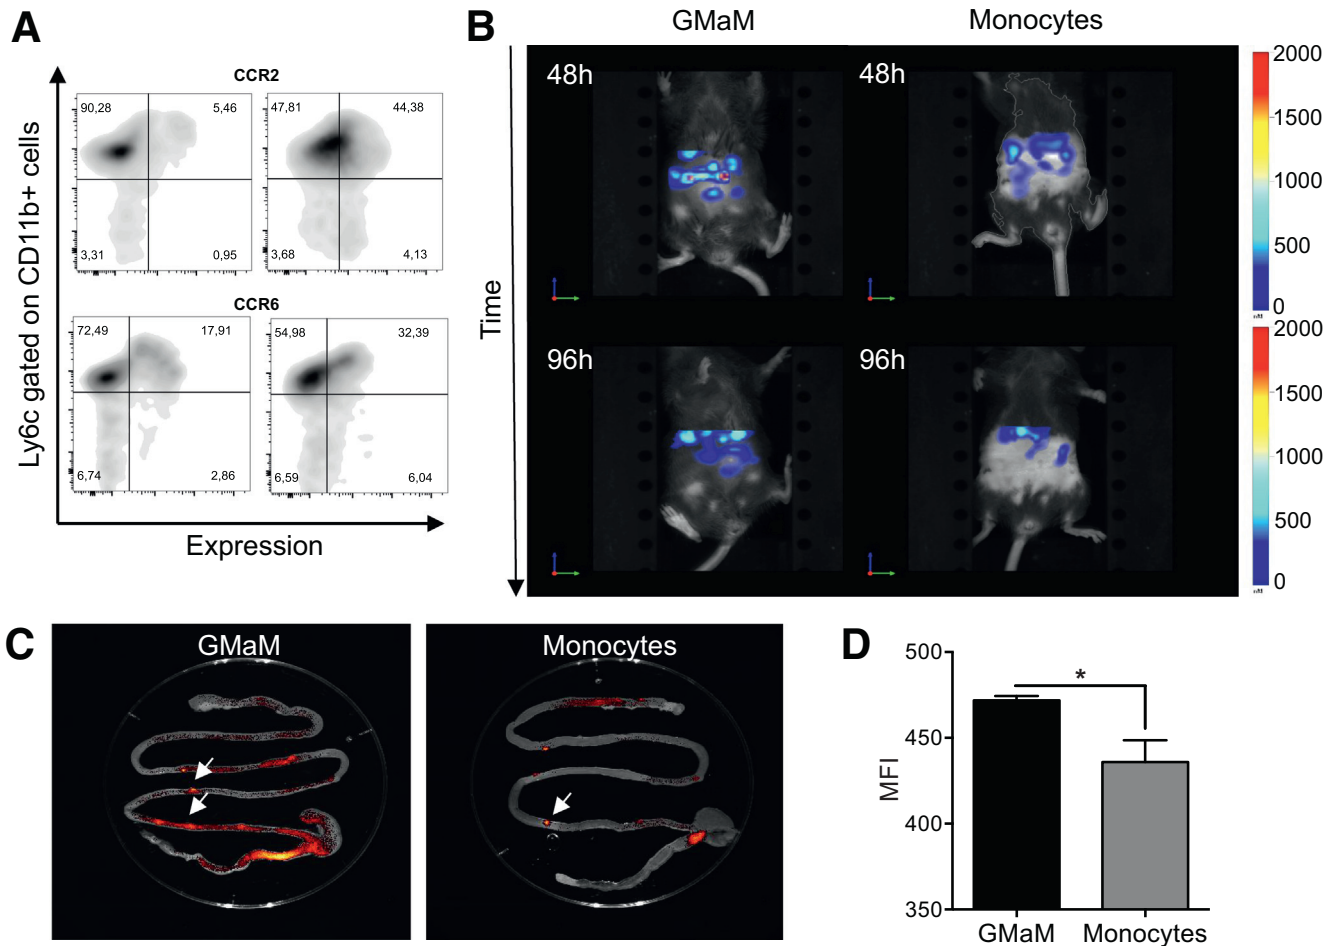 A
CCR2
90,28
5,46
3,31
0,95
47,81
44,38
3,68
4,13
CCR6
72,49
17,91
6,74
2,86
54,98
32,39
6,59
6,04
Ly6c gated on CD11b+ cells
Expression
B
GMaM
Monocytes
Time
48h
48h
96h
96h
2000
1500
1000
500
0
nM
2000
1500
1000
500
0
nM
C
GMaM
Monocytes
D
500
450
400
350
MFI
*
GMaM
Monocytes